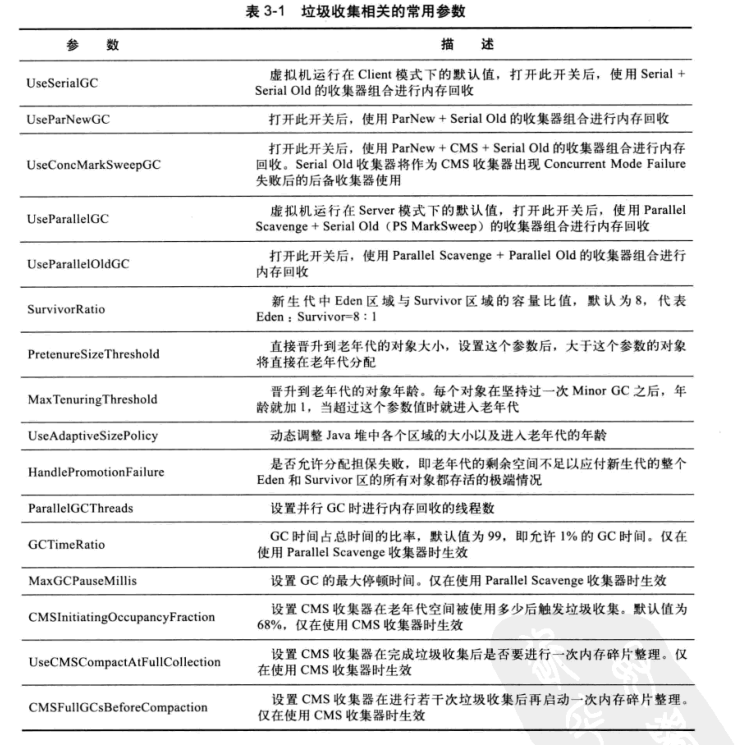 表 3-1 垃圾收集相关的常用参数
参 数 描 述
UseSerialGC
虚拟机运行在 Client 模式下的默认值，打开此开关后，使用 Serial +
Serial Old 的收集器组合进行内存回收
UseParNewGC 打开此开关后，使用 ParNew + Serial Old 的收集器组合进行内存回收
UseConcMarkSweepGC
打开此开关后，使用 ParNew + CMS + Serial Old 的收集器组合进行内存
回收。Serial Old 收集器将作为 CMS 收集器出现 Concurrent Mode Failure
失败后的后备收集器使用
UseParallelGC
虚拟机运行在 Server 模式下的默认值，打开此开关后，使用 Parallel
Scavenge + Serial Old（PS MarkSweep）的收集器组合进行内存回收
UseParallelOldGC
打开此开关后，使用 Parallel Scavenge + Parallel Old 的收集器组合进行
内存回收
SurvivorRatio
新生代中 Eden 区域与 Survivor 区域的容量比值，默认为 8，代表
Eden：Survivor=8：1
PretenureSizeThreshold
直接晋升到老年代的对象大小，设置这个参数后，大于这个参数的对象
将直接在老年代分配
MaxTenuringThreshold
晋升到老年代的对象年龄。每个对象在坚持过一次 Minor GC 之后，年
龄就加 1，当超过这个参数值时就进入老年代
UseAdaptiveSizePolicy 动态调整 Java 堆中各个区域的大小以及进入老年代的年龄
HandlePromotionFailure
是否允许分配担保失败，即老年代的剩余空间不足以应付新生代的整个
Eden 和 Survivor 区的所有对象都存活的极端情况
ParallelGCThreads 设置并行 GC 时进行内存回收的线程数
GCTimeRatio
GC 时间占总时间的比率，默认值为 99，即允许 1% 的 GC 时间。仅在
使用 Parallel Scavenge 收集器时生效
MaxGCPauseMillis 设置 GC 的最大停顿时间。仅在使用 Parallel Scavenge 收集器时生效
CMSInitiatingOccupancyFraction
设置 CMS 收集器在老年代空间被使用多少后触发垃圾收集。默认值为
68%，仅在使用 CMS 收集器时生效
UseCMSCompactAtFullCollection
设置 CMS 收集器在完成垃圾收集后是否要进行一次内存碎片整理。仅
在使用 CMS 收集器时生效
CMSFullGCsBeforeCompaction
设置 CMS 收集器在进行若干次垃圾收集后再启动一次内存碎片整理。
仅在使用 CMS 收集器时生效